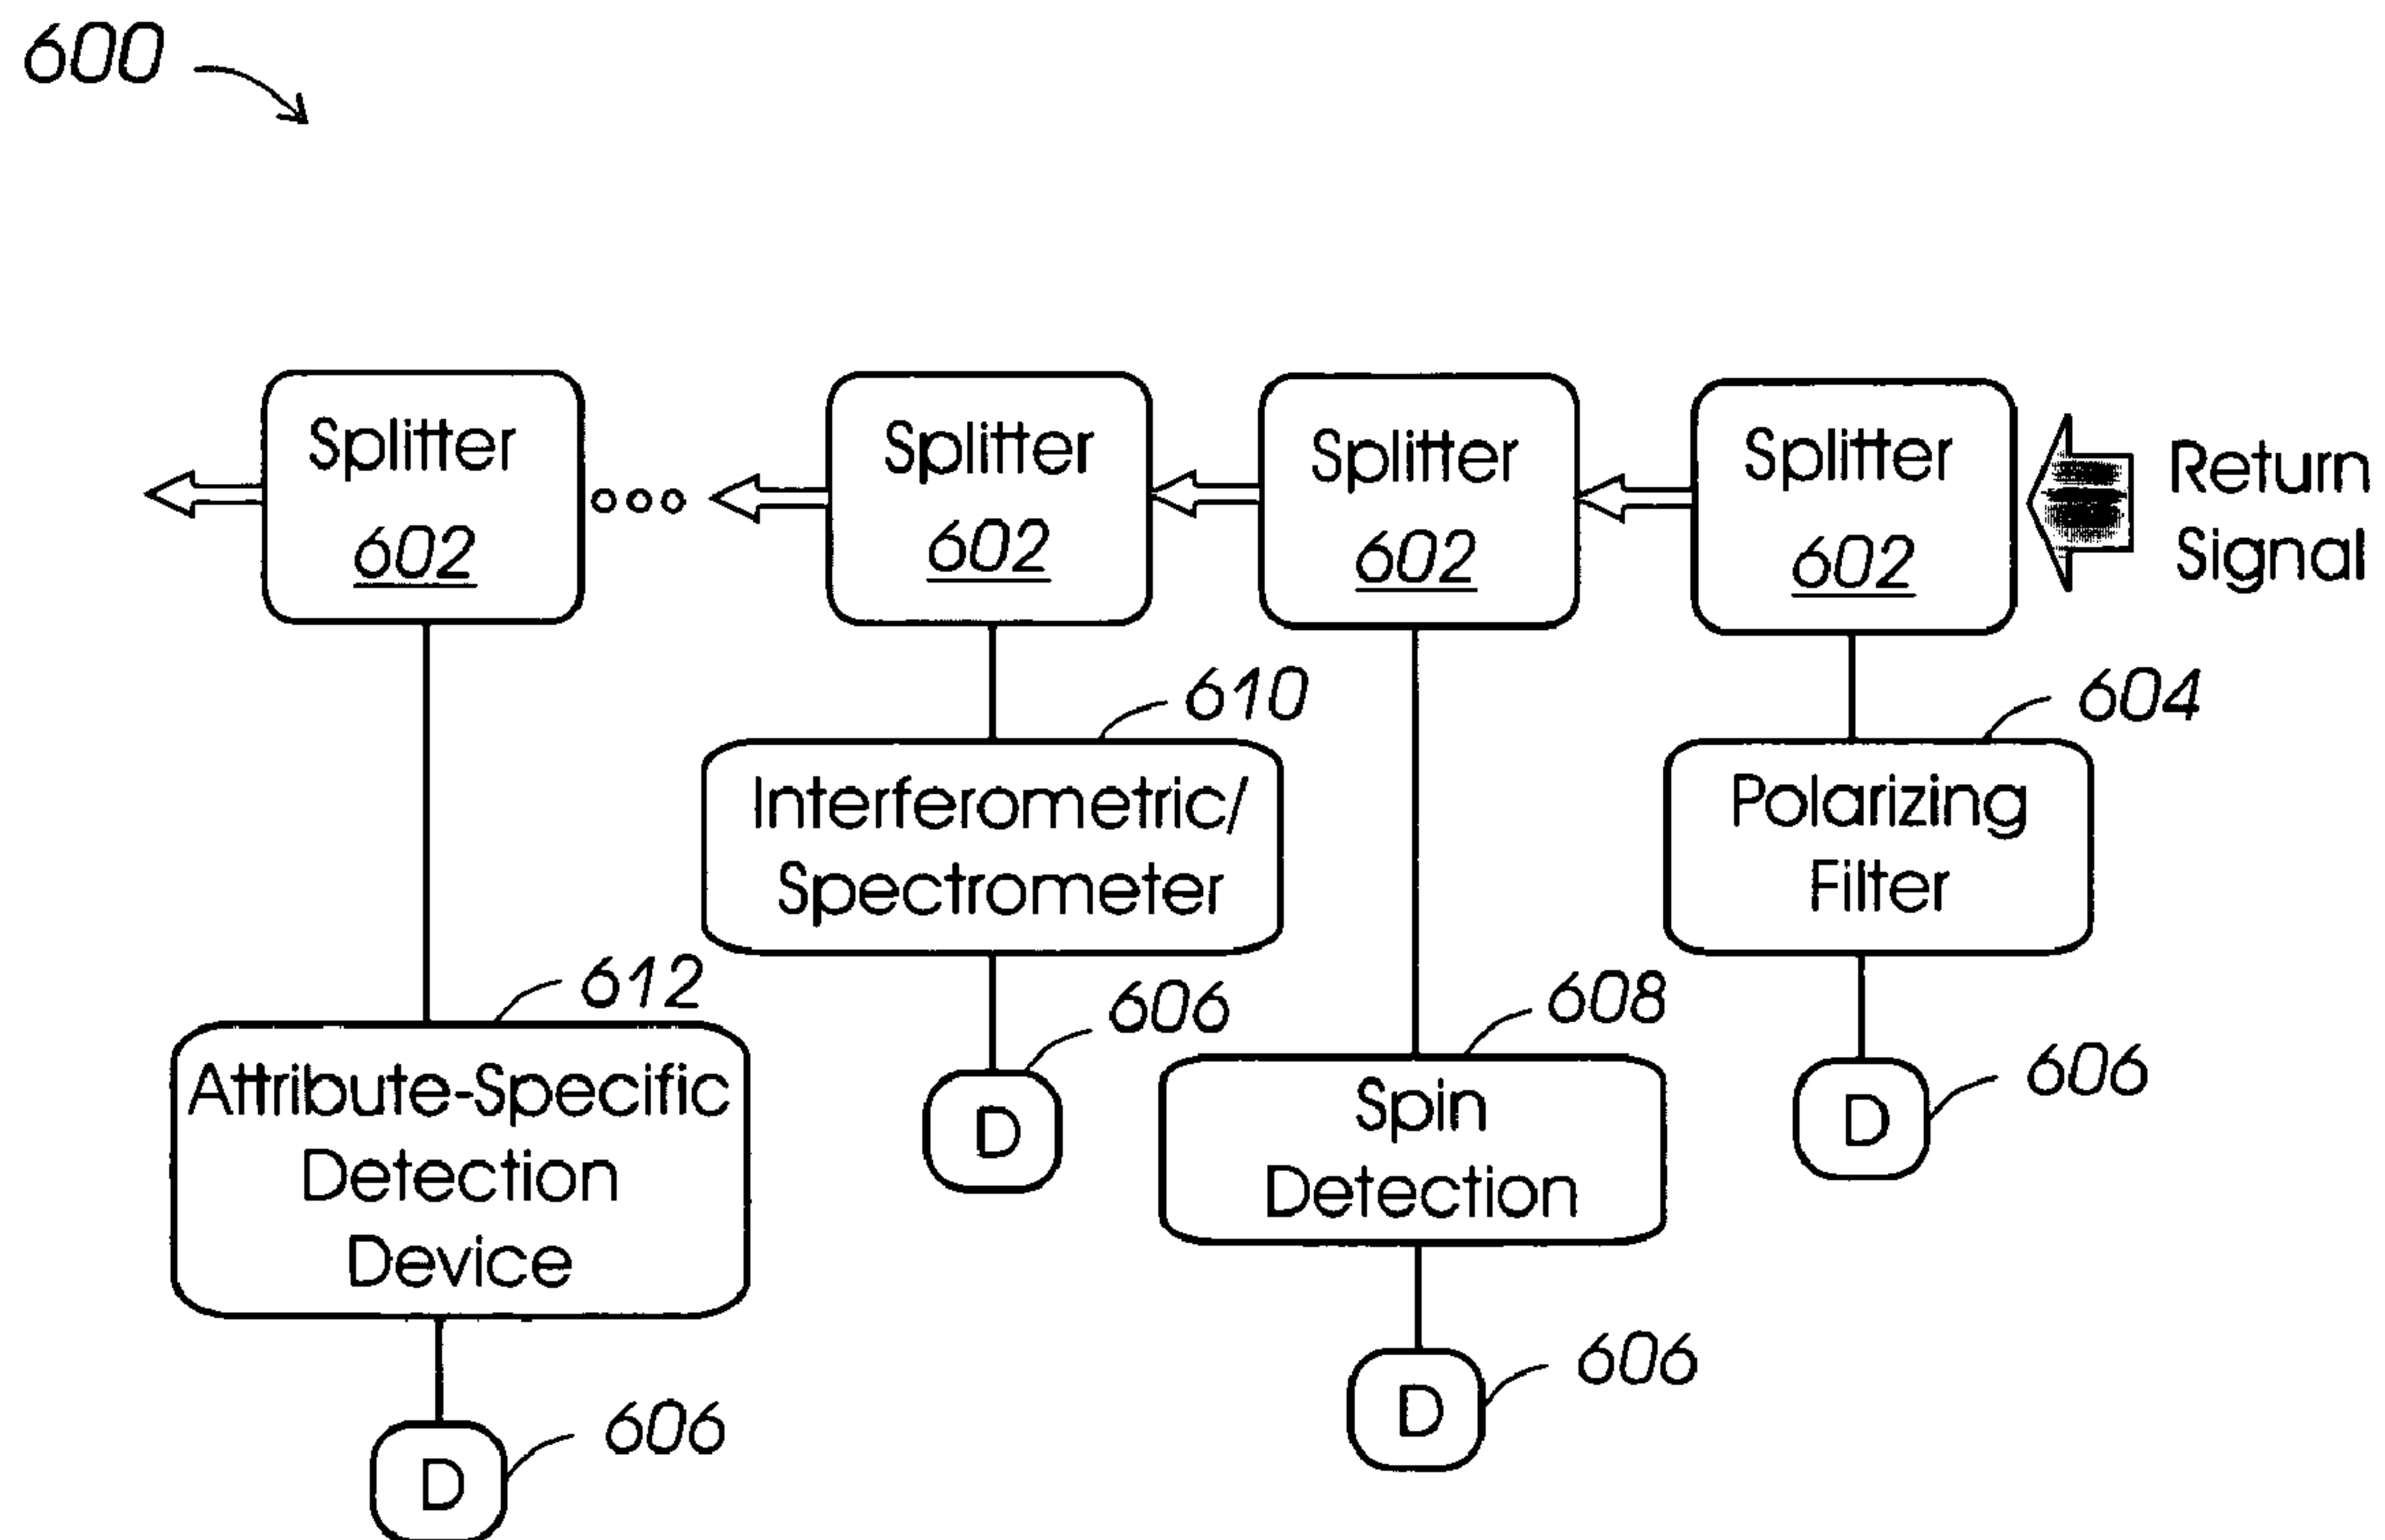 600
Splitter
602
Splitter
602
Splitter
602
Splitter
602
Return
Signal
610
Interferometric/
Spectrometer
604
Polarizing
Filter
612
Attribute-Specific
Detection
Device
606
D
608
Spin
Detection
606
D
606
D
606
D